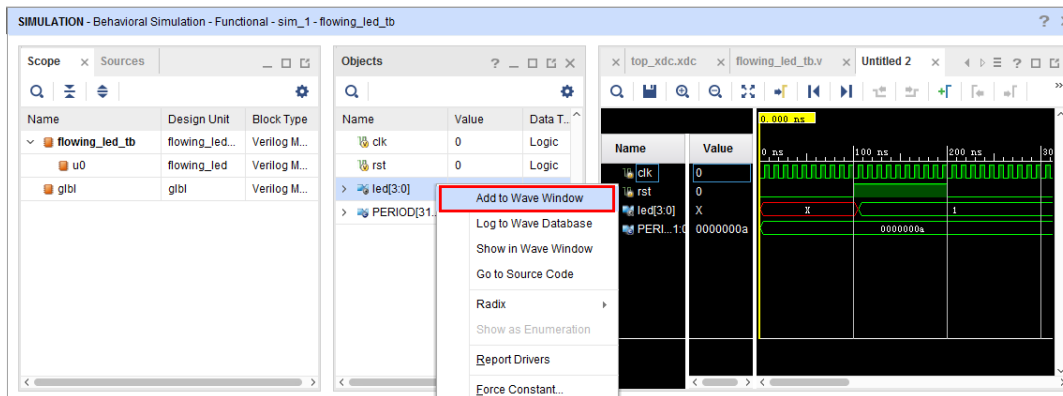 SIMULATION - Behavioral Simulation - Functional - sim_1 - flowing_led_tb
Scope
Sources
Name
Design Unit
Block Type
flowing_led_tb
flowing_led...
Verilog M...
u0
flowing_led
Verilog M...
glbl
glbl
Verilog M...
Objects
Name
Value
Data T..
clk
0
Logic
rst
0
Logic
led[3:0]
PERIOD[31..
Add to Wave Window
Log to Wave Database
Show in Wave Window
Go to Source Code
Radix
Show as Enumeration
Report Drivers
Force Constant...
top_xdc.xdc
flowing_led_tb.v
Untitled 2
Name
Value
clk
0
rst
0
led[3:0]
X
PERI...1:0
0000000a
0.000 ns
0 ns
100 ns
200 ns
30
X
1
0000000a